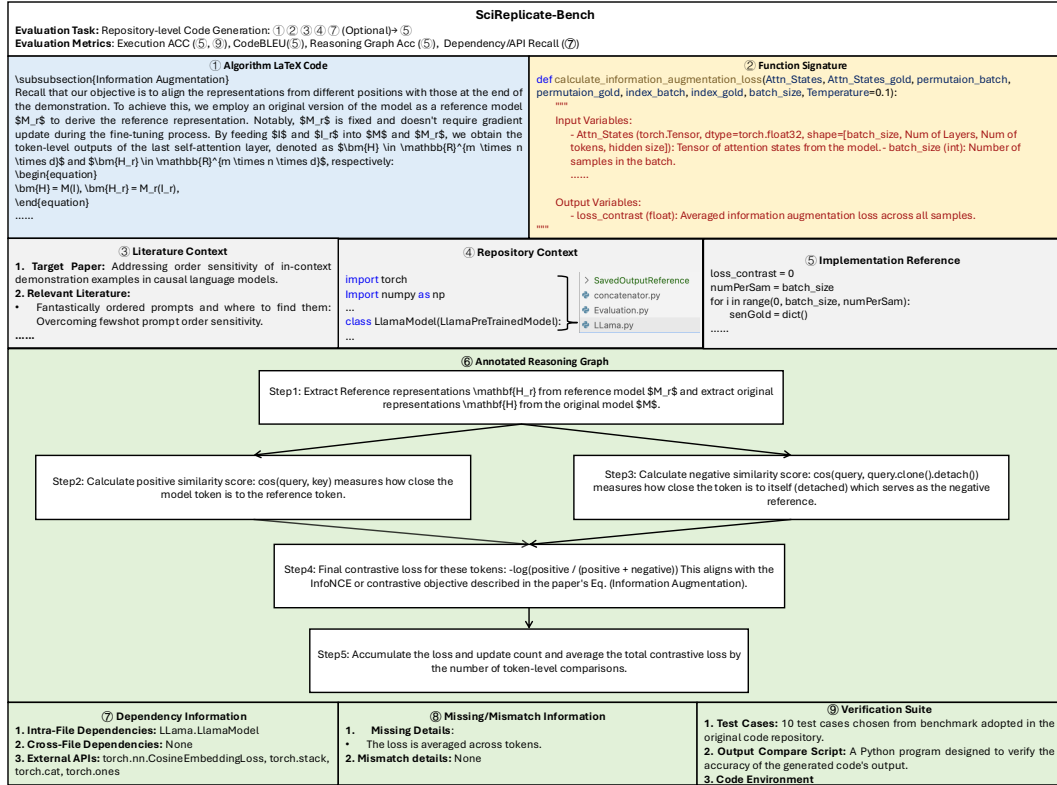 SciReplicate-Bench
Evaluation Task: Repository-level Code Generation: ① ② ③ ④ ⑦ (Optional)→ ⑤
Evaluation Metrics: Execution ACC (⑤, ⑨), CodeBLEU(⑤), Reasoning Graph Acc (⑤), Dependency/API Recall (⑦)
① Algorithm LaTeX Code
\subsubsection{Information Augmentation}
Recall that our objective is to align the representations from different positions with those at the end of
the demonstration. To achieve this, we employ an original version of the model as a reference model
$M_r$ to derive the reference representation. Notably, $M_r$ is fixed and doesn't require gradient
update during the fine-tuning process. By feeding $I$ and $I_r$ into $M$ and $M_r$, we obtain the
token-level outputs of the last self-attention layer, denoted as $\bm{H} \in \mathbb{R}^{m \times n
\times d}$ and $\bm{H_r} \in \mathbb{R}^{m \times n \times d}$, respectively:
\begin{equation}
\bm{H} = M(I), \bm{H_r} = M_r(I_r),
\end{equation}
......
② Function Signature
def calculate_information_augmentation_loss(Attn_States, Attn_States_gold, permutaion_batch,
permutaion_gold, index_batch, index_gold, batch_size, Temperature=0.1):
"""
Input Variables:
- Attn_States (torch.Tensor, dtype=torch.float32, shape=[batch_size, Num of Layers, Num of
tokens, hidden size]): Tensor of attention states from the model.- batch_size (int): Number of
samples in the batch.
......
Output Variables:
- loss_contrast (float): Averaged information augmentation loss across all samples.
"""
③ Literature Context
1. Target Paper: Addressing order sensitivity of in-context
demonstration examples in causal language models.
2. Relevant Literature:
• Fantastically ordered prompts and where to find them:
Overcoming fewshot prompt order sensitivity.
......
④ Repository Context
import torch
Import numpy as np
...
class LlamaModel(LlamaPreTrainedModel):
...
> SavedOutputReference
concatenator.py
Evaluation.py
LLama.py
⑤ Implementation Reference
loss_contrast = 0
numPerSam = batch_size
for i in range(0, batch_size, numPerSam):
senGold = dict()
......
⑥ Annotated Reasoning Graph
Step1: Extract Reference representations \mathbf{H_r} from reference model $M_r$ and extract original
representations \mathbf{H} from the original model $M$.
Step2: Calculate positive similarity score: cos(query, key) measures how close the
model token is to the reference token.
Step3: Calculate negative similarity score: cos(query, query.clone().detach())
measures how close the token is to itself (detached) which serves as the negative
reference.
Step4: Final contrastive loss for these tokens: -log(positive / (positive + negative)) This aligns with the
InfoNCE or contrastive objective described in the paper's Eq. (Information Augmentation).
Step5: Accumulate the loss and update count and average the total contrastive loss by
the number of token-level comparisons.
⑦ Dependency Information
1. Intra-File Dependencies: LLama.LlamaModel
2. Cross-File Dependencies: None
3. External APIs: torch.nn.CosineEmbeddingLoss, torch.stack,
torch.cat, torch.ones
⑧ Missing/Mismatch Information
1. Missing Details:
• The loss is averaged across tokens.
2. Mismatch details: None
⑨ Verification Suite
1. Test Cases: 10 test cases chosen from benchmark adopted in the
original code repository.
2. Output Compare Script: A Python program designed to verify the
accuracy of the generated code's output.
3. Code Environment